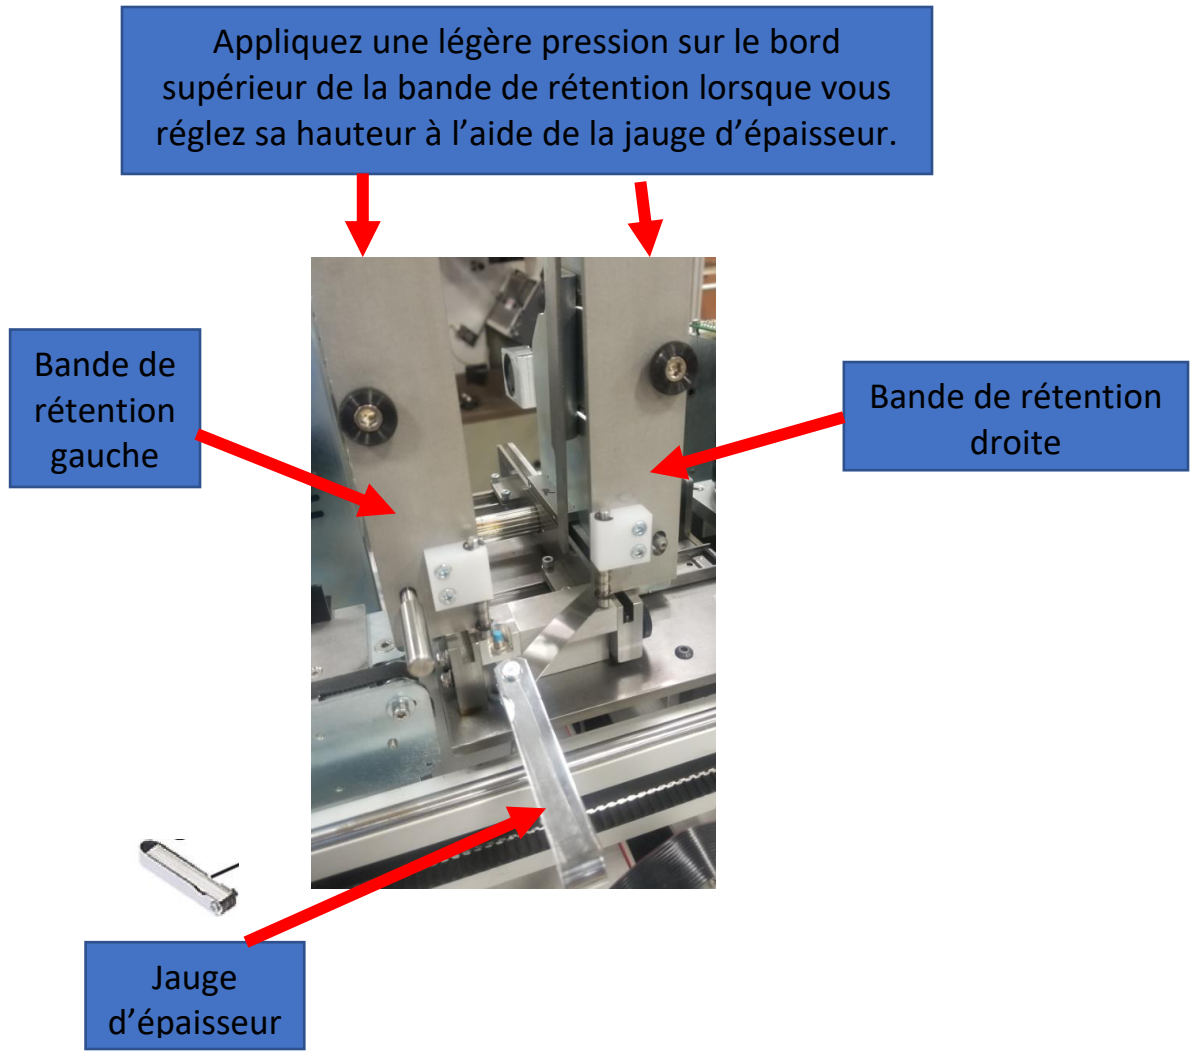 Appliquez une légère pression sur le bord
supérieur de la bande de rétention lorsque vous
réglez sa hauteur à l’aide de la jauge d’épaisseur.
Bande de
rétention
gauche
Bande de rétention
droite
Jauge
d’épaisseur